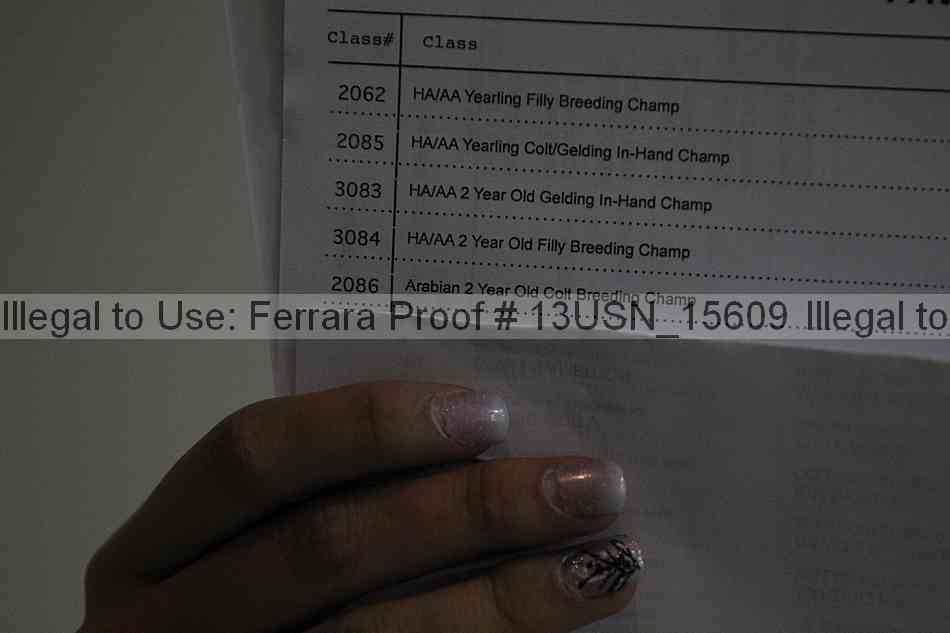 Class# Class
2062 HA/AA Yearling Filly Breeding Champ
2085 HA/AA Yearling Colt/Gelding In-Hand Champ
3083 HA/AA 2 Year Old Gelding In-Hand Champ
3084 HA/AA 2 Year Old Filly Breeding Champ
2086 Arabian 2 Year Old Colt Breeding Champ
Illegal to Use: Ferrara Proof # 13USN_15609 Illegal to